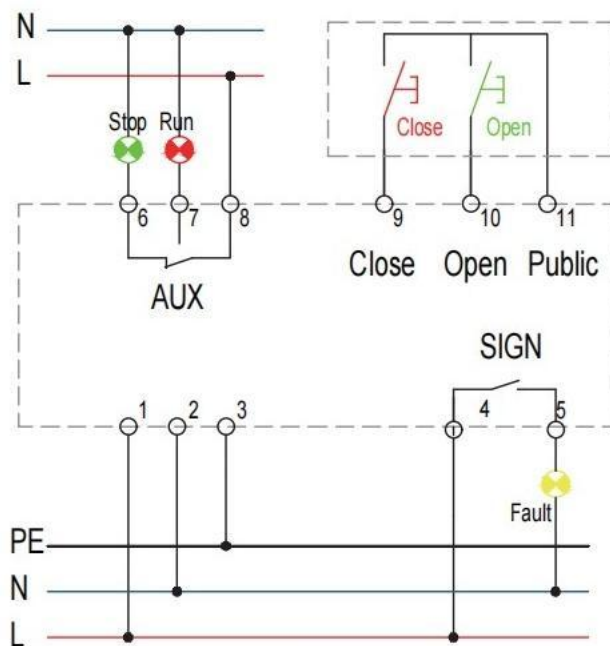 N
L
Stop Run
Close Open
6 7 8
9 10 11
Close Open Public
AUX
SIGN
1 2 3
4 5
Fault
PE
N
L